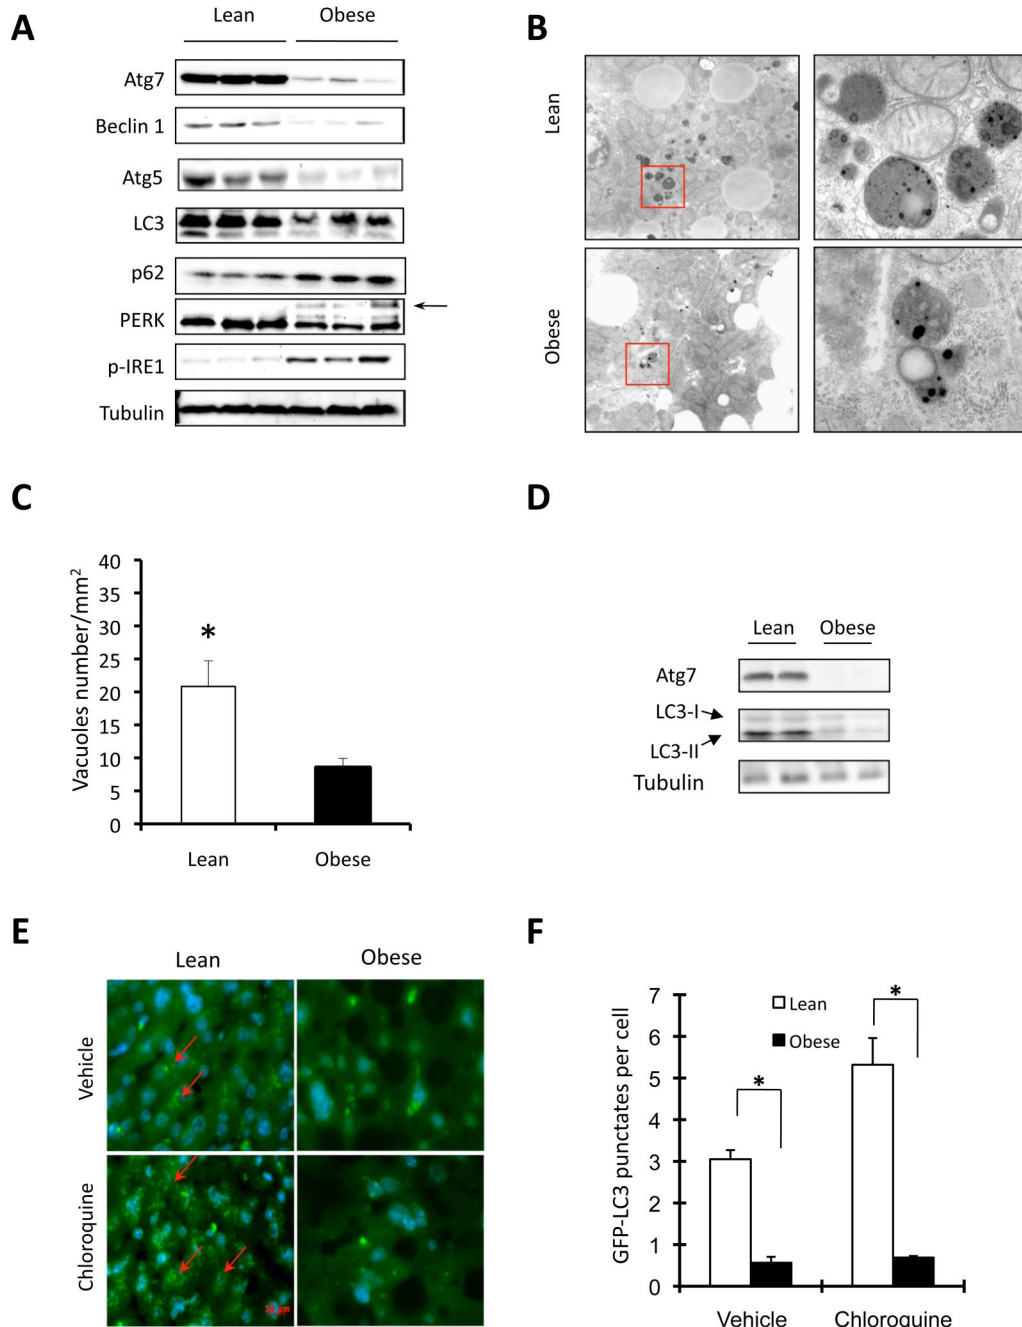 A
Lean Obese
Atg7
Beclin 1
Atg5
LC3
p62
PERK
p-IRE1
Tubulin
B
Lean
Obese
C
Vacuoles number/mm²
40
35
30
25
20
15
10
5
0
*
Lean Obese
D
Lean Obese
Atg7
LC3-I
LC3-II
Tubulin
E
Lean Obese
Vehicle
Chloroquine
10 µm
F
GFP-LC3 punctates per cell
7
6
5
4
3
2
1
0
Lean
Obese
*
*
Vehicle Chloroquine